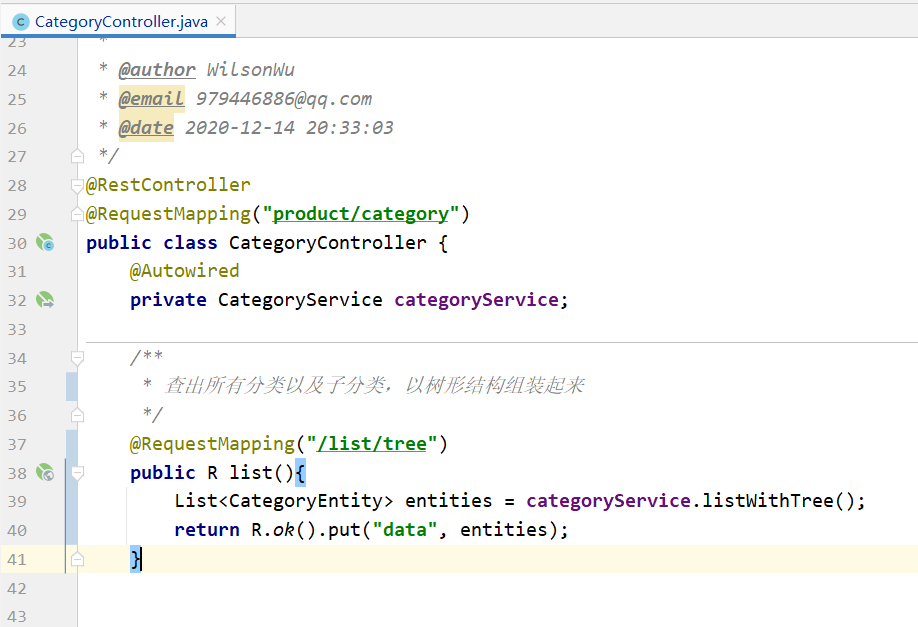 CategoryController.java
23 *
24 * @author WilsonWu
25 * @email 979446886@qq.com
26 * @date 2020-12-14 20:33:03
27 */
28 @RestController
29 @RequestMapping("product/category")
30 public class CategoryController {
31 @Autowired
32 private CategoryService categoryService;
33
34 /**
35 * 查出所有分类以及子分类，以树形结构组装起来
36 */
37 @RequestMapping("/list/tree")
38 public R list(){
39 List<CategoryEntity> entities = categoryService.listWithTree();
40 return R.ok().put("data", entities);
41 }
42
43